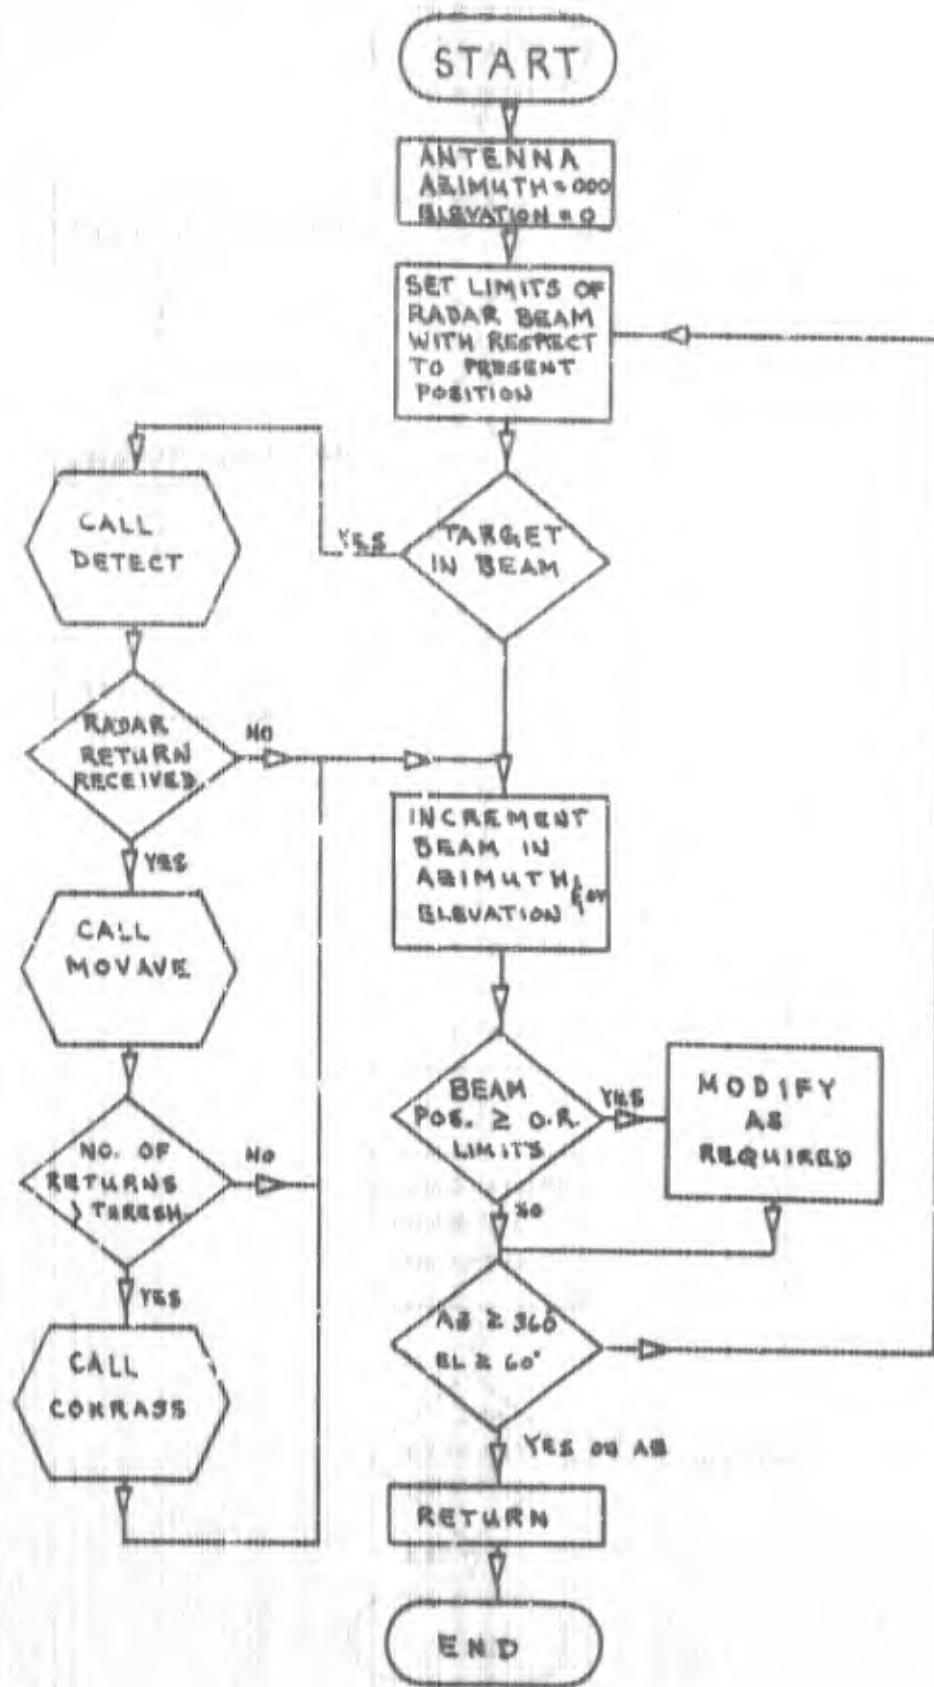 START
ANTENNA
AZIMUTH = 000
ELEVATION = 0
SET LIMITS OF
RADAR BEAM
WITH RESPECT
TO PRESENT
POSITION
TARGET
IN BEAM
YES
CALL
DETECT
RADAR
RETURN
RECEIVED
NO
YES
CALL
MOVAVE
NO. OF
RETURNS
THRESH.
NO
YES
CALL
INCREMENT
BEAM IN
AZIMUTH
ELEVATION
BEAM
POS. ≥ O.R.
LIMITS
YES
MODIFY
AS
REQUIRED
NO
AZ ≥ 360
EL ≥ 60°
YES ON AZ
RETURN
END